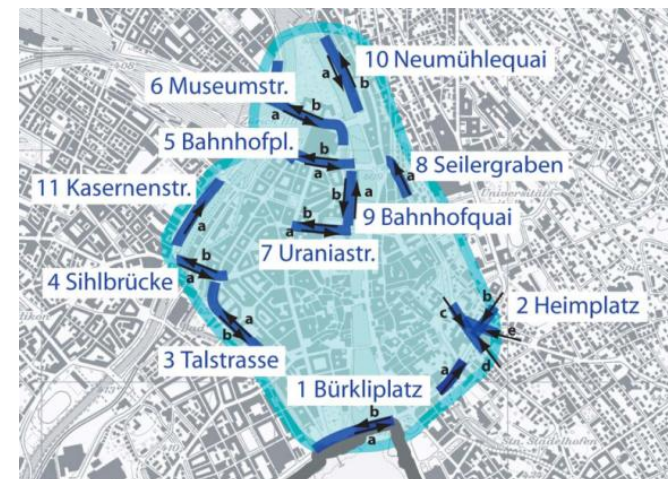 10 Neumühlequai
6 Museumstr.
a
b
a
b
5 Bahnhofpl.
b
a
8 Seilergraben
a
11 Kasernenstr.
b
a
9 Bahnhofquai
b
a
7 Uraniastr.
4 Sihlbrücke
b
a
a
2 Heimplatz
b
c
e
d
a
3 Talstrasse
a
b
1 Bürkliplatz
b
a